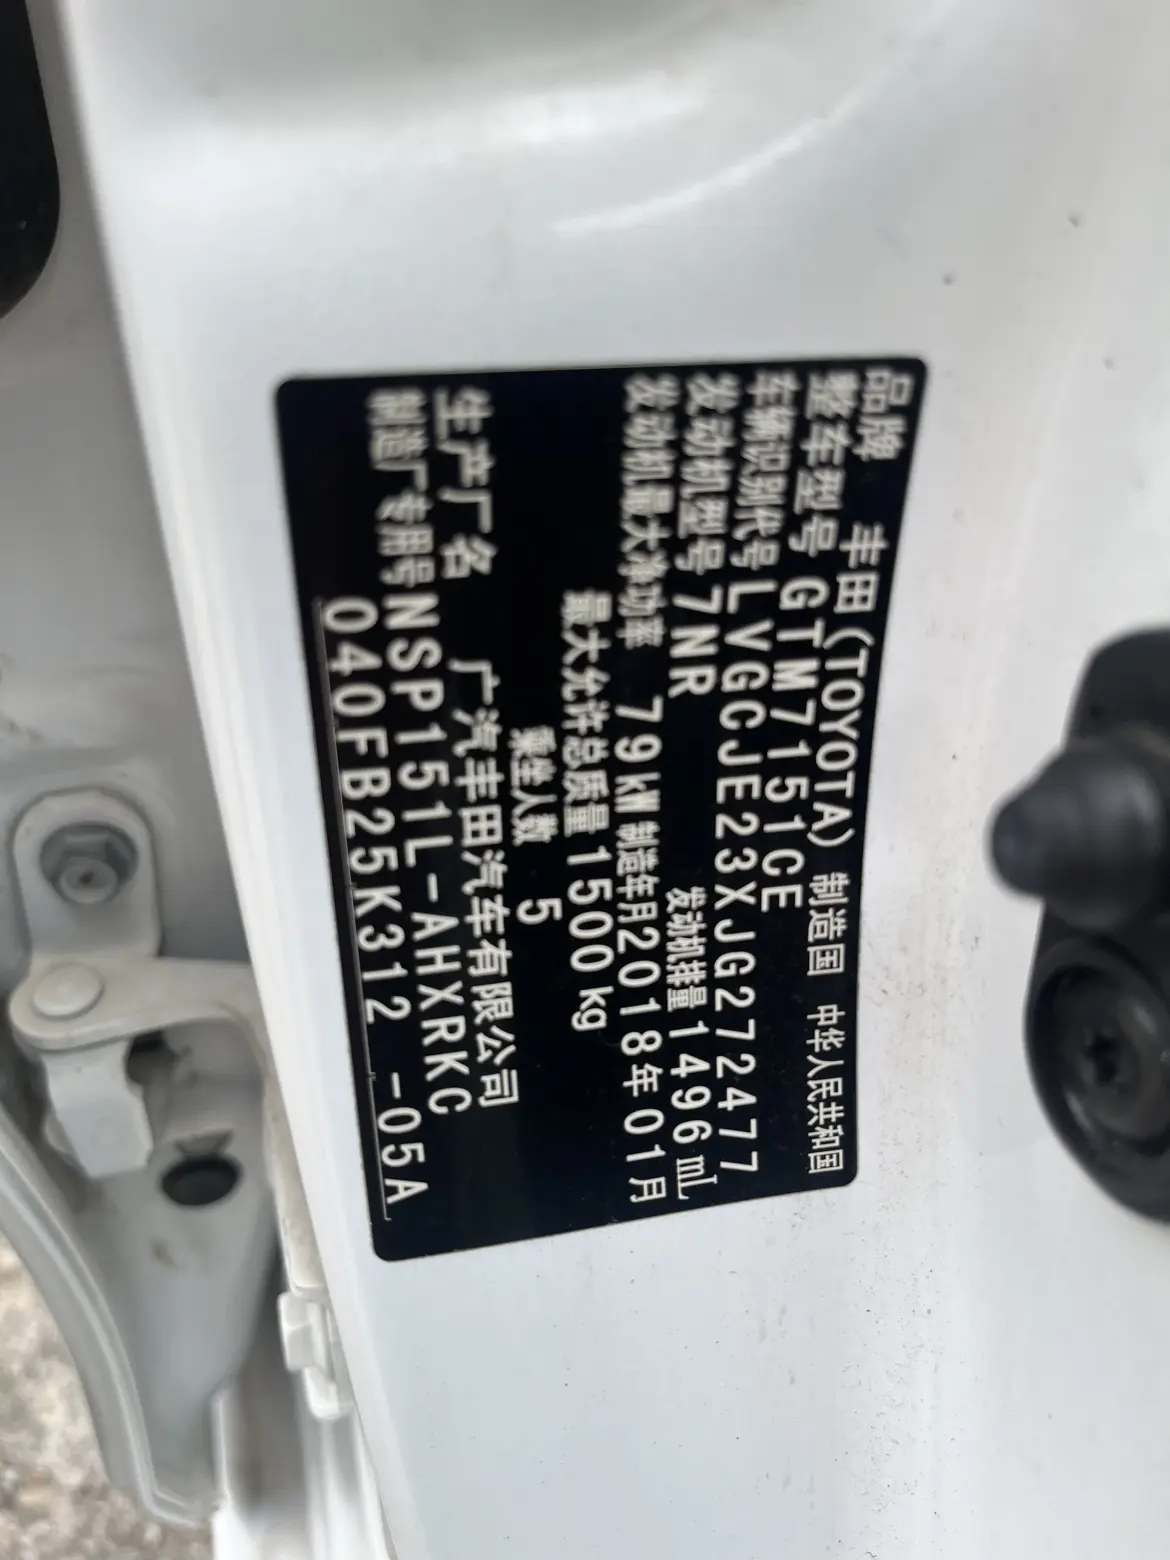 品牌 丰田(TOYOTA) 制造国 中华人民共和国
整车型号 GTM7151CE
车辆识别代号 LVGCJE23XJG272477
发动机型号 7NR 发动机排量 1496 mL
发动机最大净功率 79kW 制造年月 2018年01月
最大允许总质量 1500 kg
乘坐人数 5
生产厂名 广汽丰田汽车有限公司
制造厂专用号 NSP151L-AHXRKC
040FB25K312 -05A